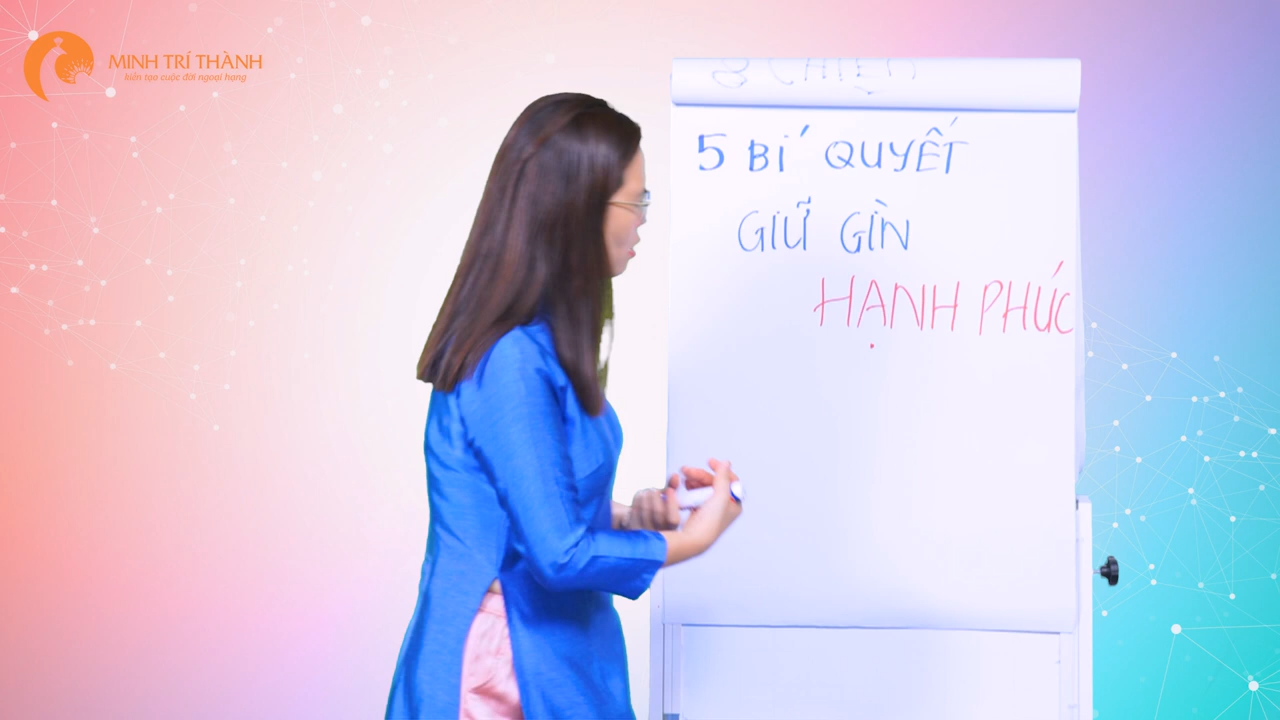 MINH TRÍ THÀNH
kiến tạo cuộc đời ngoại hạng
5 BÍ QUYẾT
GIỮ GÌN
HẠNH PHÚC